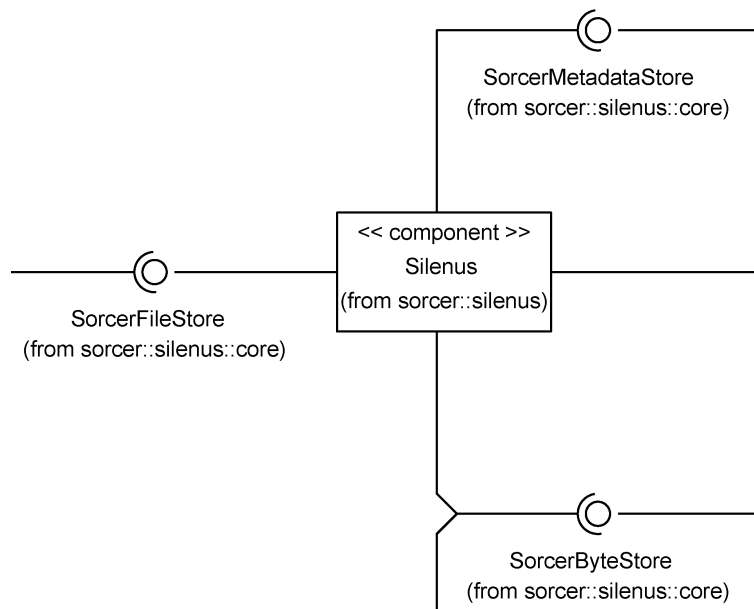 SorcerMetadataStore
(from sorcer::silenus::core)
<< component >>
Silenus
(from sorcer::silenus)
SorcerFileStore
(from sorcer::silenus::core)
SorcerByteStore
(from sorcer::silenus::core)